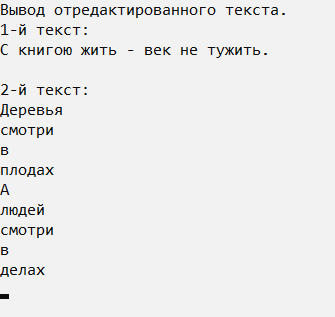 Вывод отредактированного текста.
1-й текст:
С книгою жить - век не тужить.
2-й текст:
Деревья
смотри
в
плодах
А
людей
смотри
в
делах